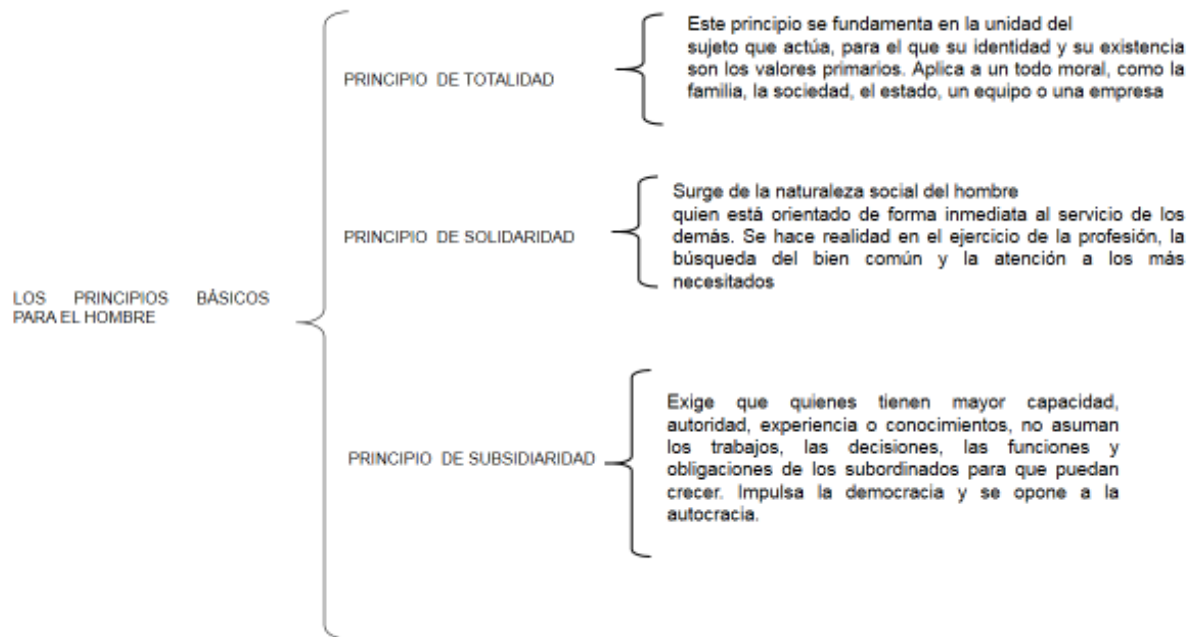 LOS PRINCIPIOS BÁSICOS
PARA EL HOMBRE
PRINCIPIO DE TOTALIDAD
Este principio se fundamenta en la unidad del
sujeto que actúa, para el que su identidad y su existencia
son los valores primarios. Aplica a un todo moral, como la
familia, la sociedad, el estado, un equipo o una empresa
PRINCIPIO DE SOLIDARIDAD
Surge de la naturaleza social del hombre
quien está orientado de forma inmediata al servicio de los
demás. Se hace realidad en el ejercicio de la profesión, la
búsqueda del bien común y la atención a los más
necesitados
PRINCIPIO DE SUBSIDIARIDAD
Exige que quienes tienen mayor capacidad,
autoridad, experiencia o conocimientos, no asuman
los trabajos, las decisiones, las funciones y
obligaciones de los subordinados para que puedan
crecer. Impulsa la democracia y se opone a la
autocracia.